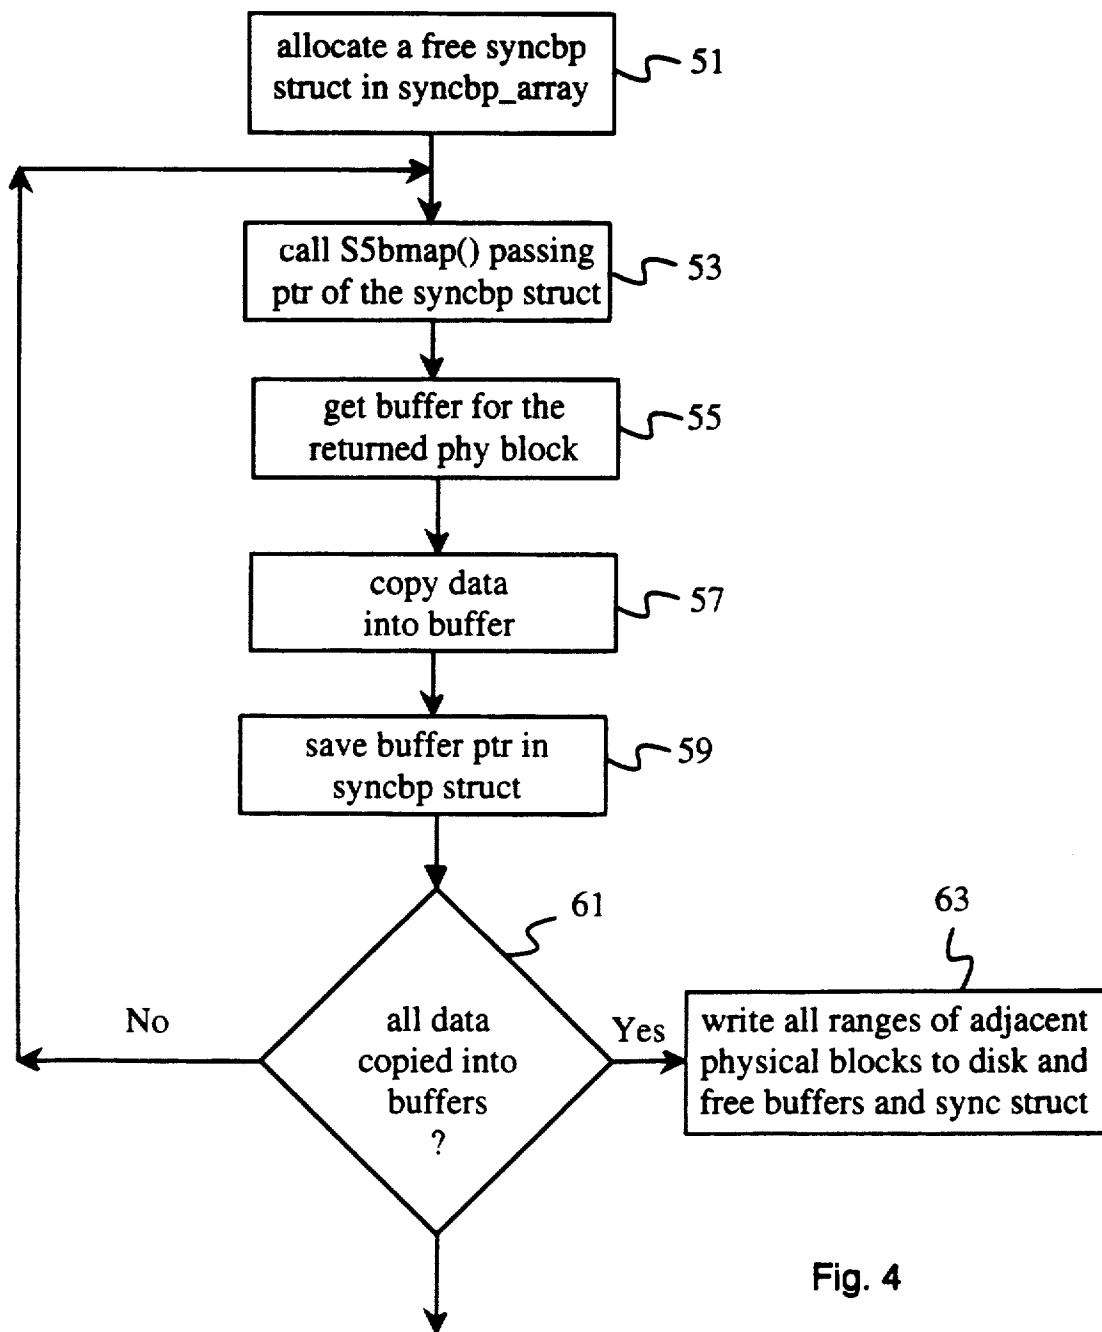 allocate a free syncbp
struct in syncbp_array
51
call S5bmap() passing
ptr of the syncbp struct
53
get buffer for the
returned phy block
55
copy data
into buffer
57
save buffer ptr in
syncbp struct
59
61
all data
copied into
buffers
?
No
Yes
63
write all ranges of adjacent
physical blocks to disk and
free buffers and sync struct
Fig. 4